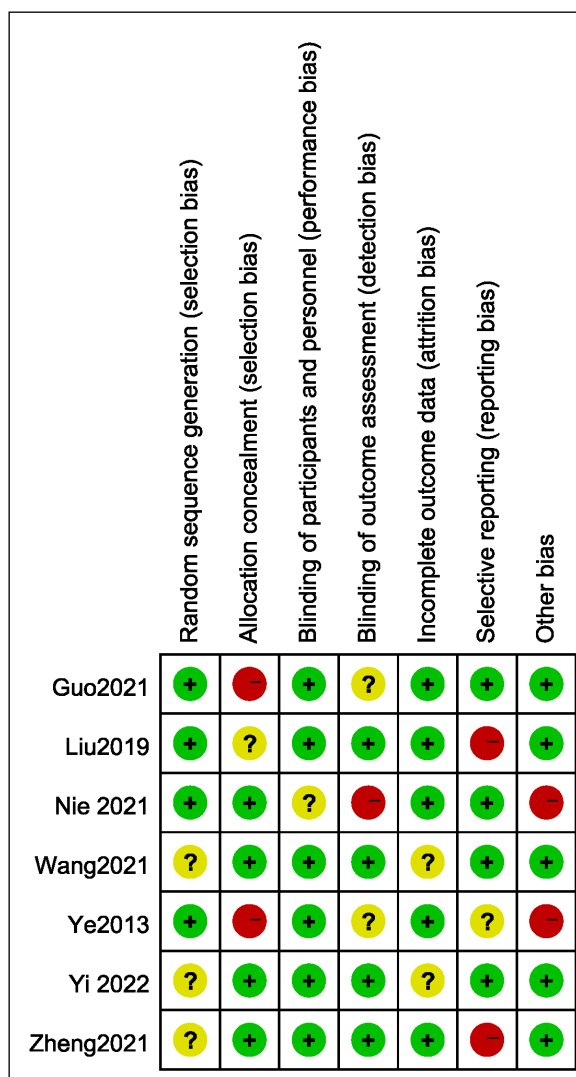 Random sequence generation (selection bias)
Allocation concealment (selection bias)
Blinding of participants and personnel (performance bias)
Blinding of outcome assessment (detection bias)
Incomplete outcome data (attrition bias)
Selective reporting (reporting bias)
Other bias
Guo2021 + – + ? + + +
Liu2019 + ? + + + – +
Nie 2021 + + ? – + + –
Wang2021 ? + + + ? + +
Ye2013 + – + ? + ? –
Yi 2022 ? + + + ? + +
Zheng2021 ? + + + + – +